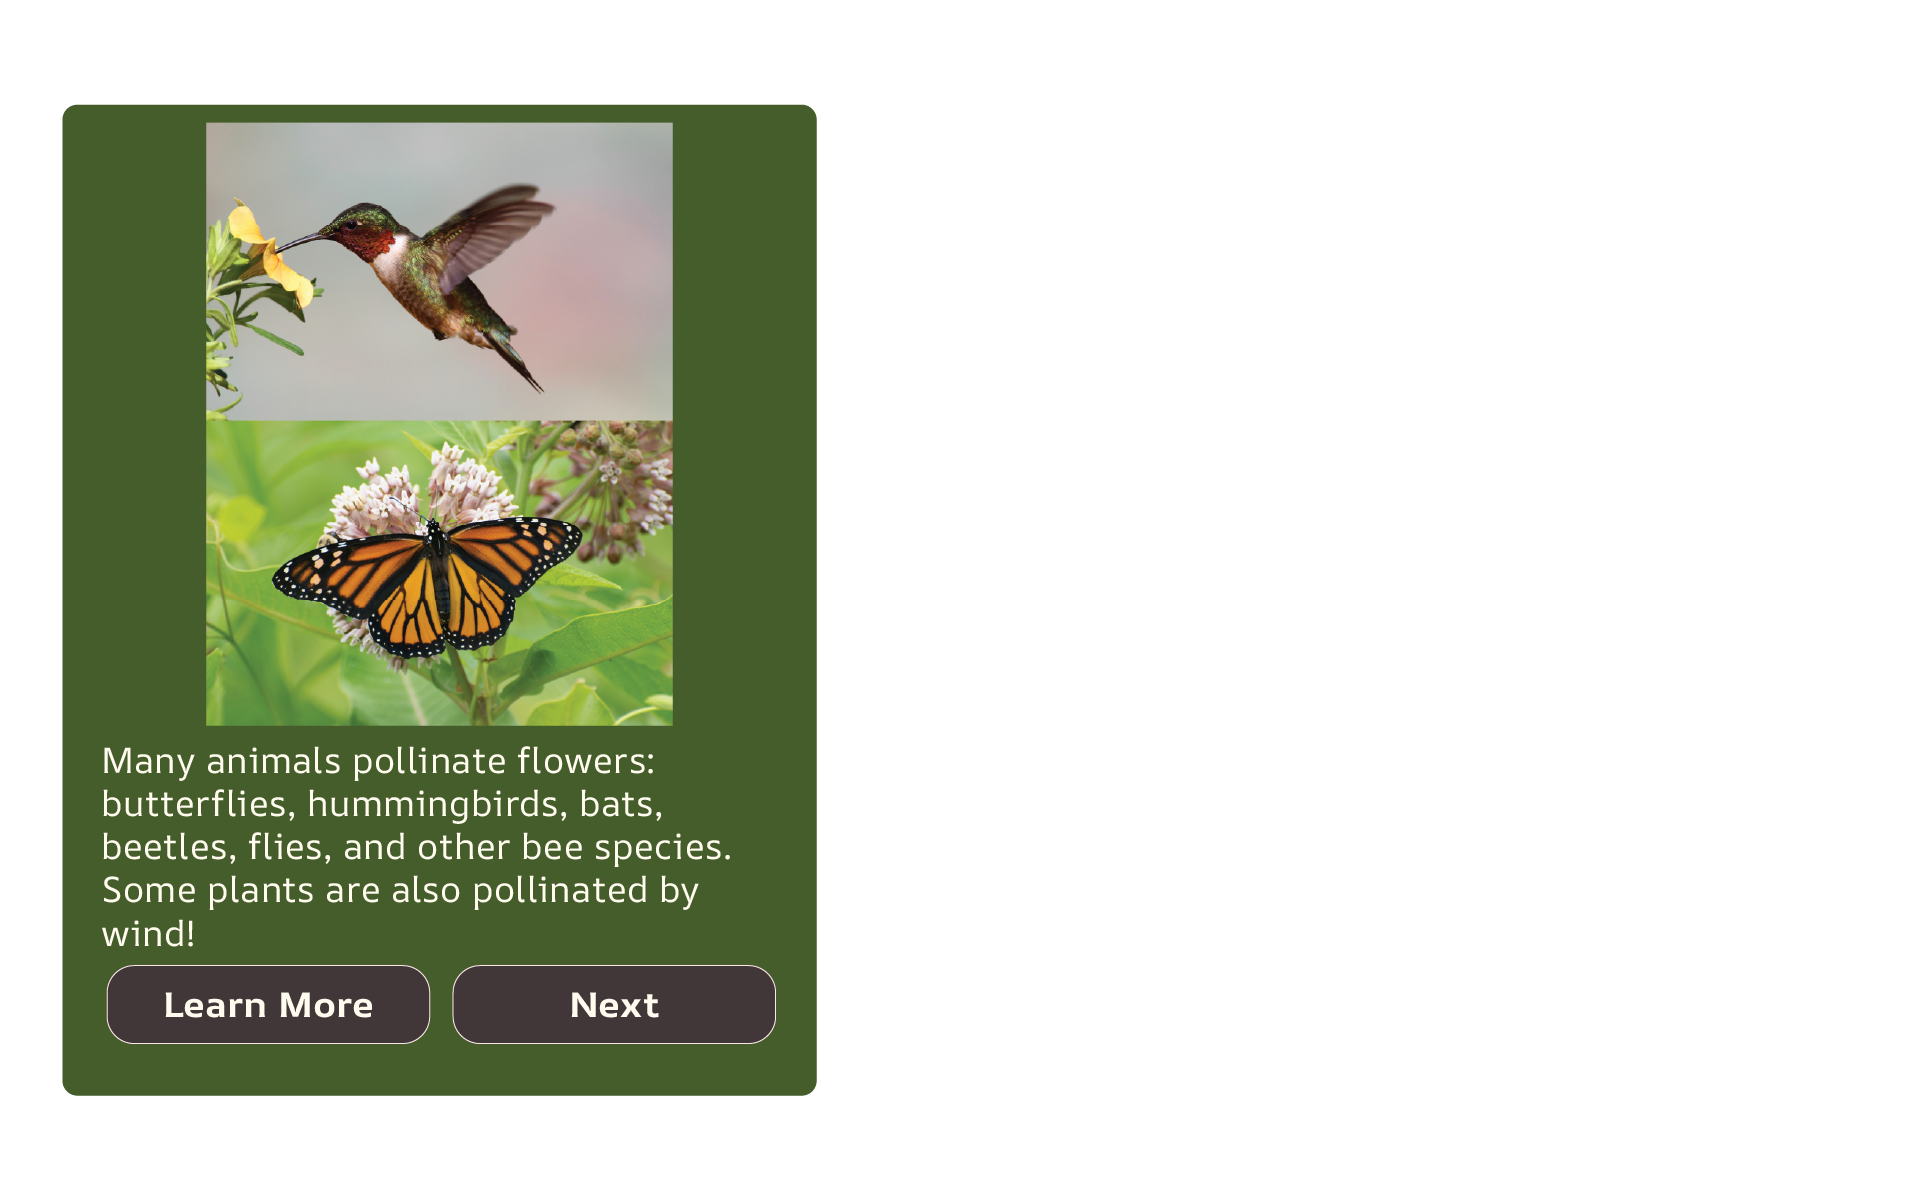 Many animals pollinate flowers:
butterflies, hummingbirds, bats,
beetles, flies, and other bee species.
Some plants are also pollinated by
wind!
Learn More
Next